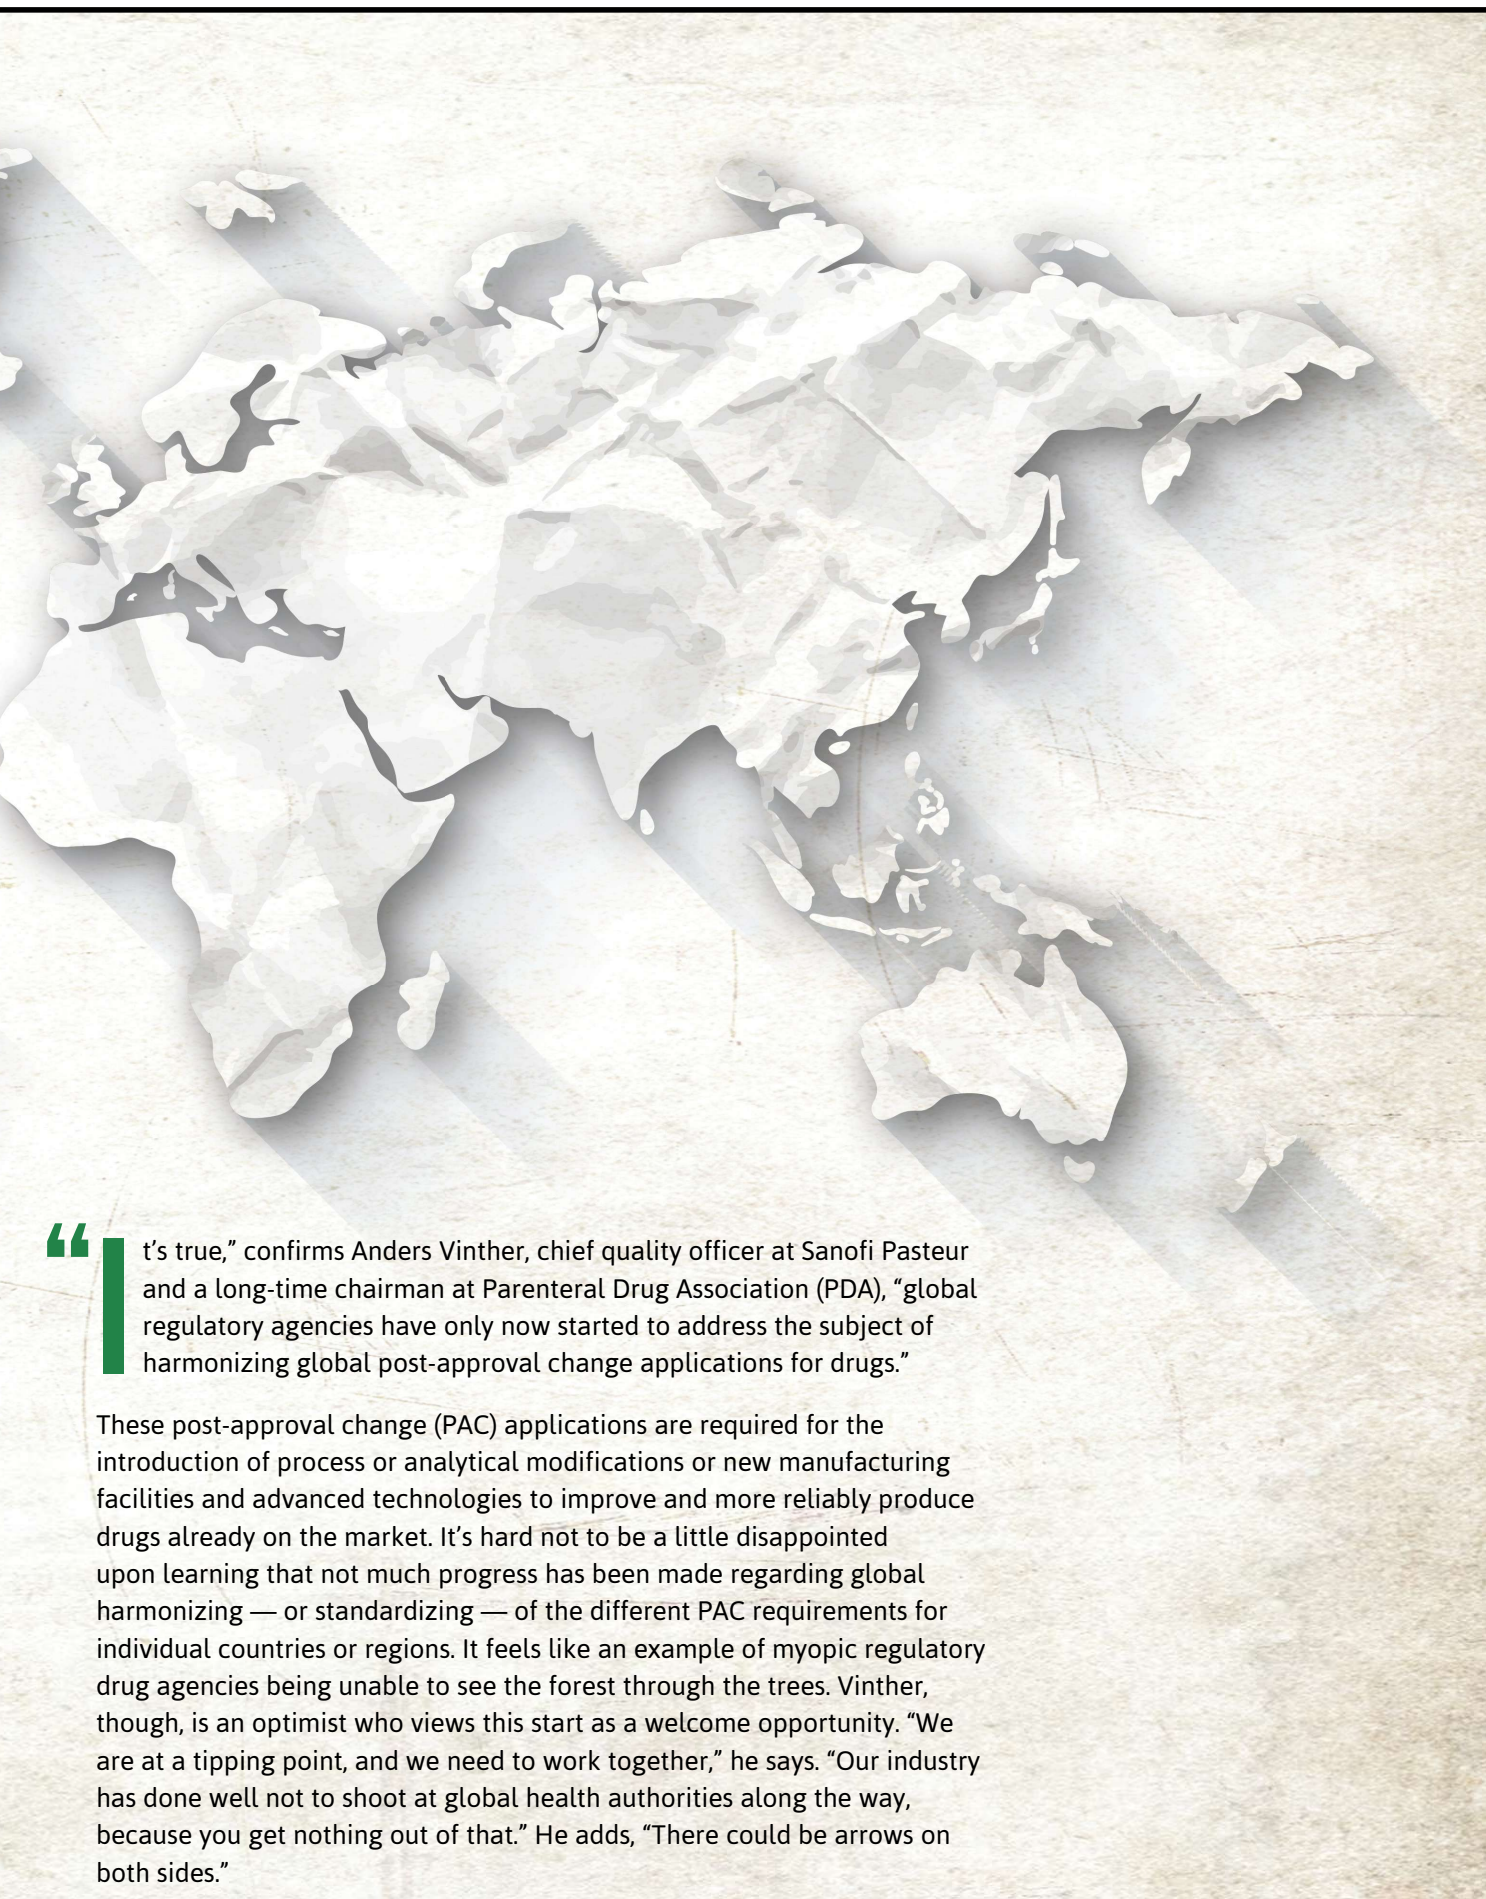 “It’s true,” confirms Anders Vinther, chief quality officer at Sanofi Pasteur
and a long-time chairman at Parenteral Drug Association (PDA), “global
regulatory agencies have only now started to address the subject of
harmonizing global post-approval change applications for drugs.”
These post-approval change (PAC) applications are required for the
introduction of process or analytical modifications or new manufacturing
facilities and advanced technologies to improve and more reliably produce
drugs already on the market. It’s hard not to be a little disappointed
upon learning that not much progress has been made regarding global
harmonizing — or standardizing — of the different PAC requirements for
individual countries or regions. It feels like an example of myopic regulatory
drug agencies being unable to see the forest through the trees. Vinther,
though, is an optimist who views this start as a welcome opportunity. “We
are at a tipping point, and we need to work together,” he says. “Our industry
has done well not to shoot at global health authorities along the way,
because you get nothing out of that.” He adds, “There could be arrows on
both sides.”